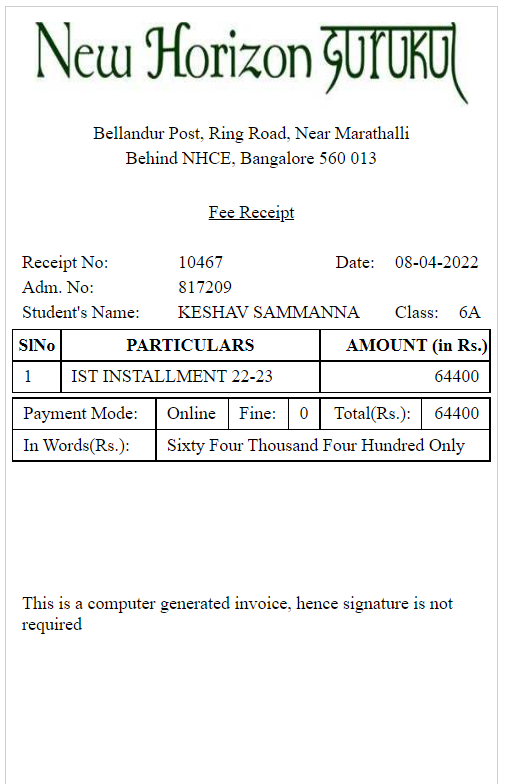 New Horizon GURUKUL
Bellandur Post, Ring Road, Near Marathalli
Behind NHCE, Bangalore 560 013
Fee Receipt
Receipt No: 10467 Date: 08-04-2022
Adm. No: 817209
Student's Name: KESHAV SAMMANNA Class: 6A
SlNo PARTICULARS AMOUNT (in Rs.)
1 IST INSTALLMENT 22-23 64400
Payment Mode: Online Fine: 0 Total(Rs.): 64400
In Words(Rs.): Sixty Four Thousand Four Hundred Only
This is a computer generated invoice, hence signature is not
required